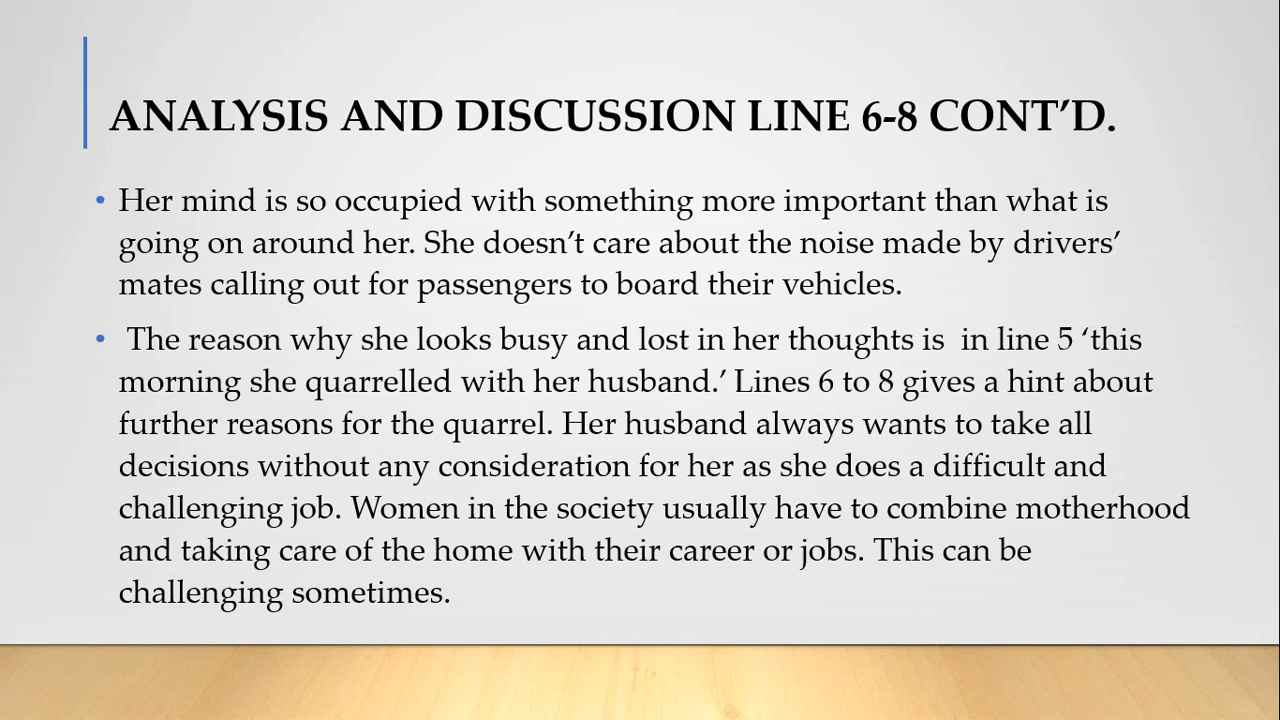 ANALYSIS AND DISCUSSION LINE 6-8 CONT’D.
• Her mind is so occupied with something more important than what is
going on around her. She doesn’t care about the noise made by drivers’
mates calling out for passengers to board their vehicles.
•  The reason why she looks busy and lost in her thoughts is  in line 5 ‘this
morning she quarrelled with her husband.’ Lines 6 to 8 gives a hint about
further reasons for the quarrel. Her husband always wants to take all
decisions without any consideration for her as she does a difficult and
challenging job. Women in the society usually have to combine motherhood
and taking care of the home with their career or jobs. This can be
challenging sometimes.